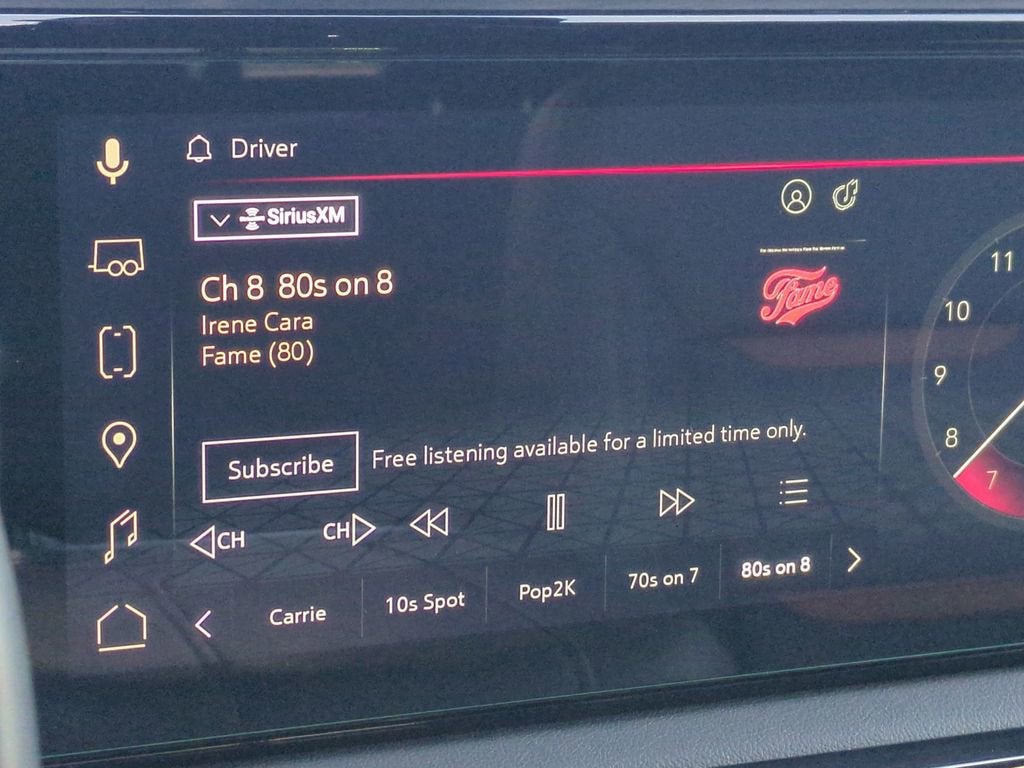 Driver
SiriusXM
Ch 8 80s on 8
Irene Cara
Fame (80)
Fame
Subscribe
Free listening available for a limited time only.
CH
CH
Carrie
10s Spot
Pop2K
70s on 7
80s on 8
11
10
9
8
7